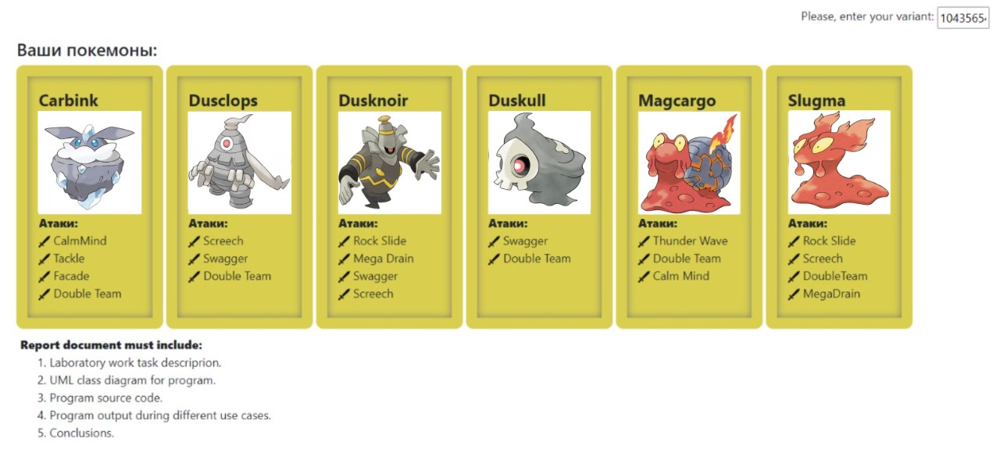 Please, enter your variant: 1043565
Ваши покемоны:
Carbink
Dusclops
Dusknoir
Duskull
Magcargo
Slugma
Атаки:
CalmMind
Tackle
Facade
Double Team
Атаки:
Screech
Swagger
Double Team
Атаки:
Rock Slide
Mega Drain
Swagger
Screech
Атаки:
Swagger
Double Team
Атаки:
Thunder Wave
Double Team
Calm Mind
Атаки:
Rock Slide
Screech
DoubleTeam
MegaDrain
Report document must include:
1. Laboratory work task descriprion.
2. UML class diagram for program.
3. Program source code.
4. Program output during different use cases.
5. Conclusions.